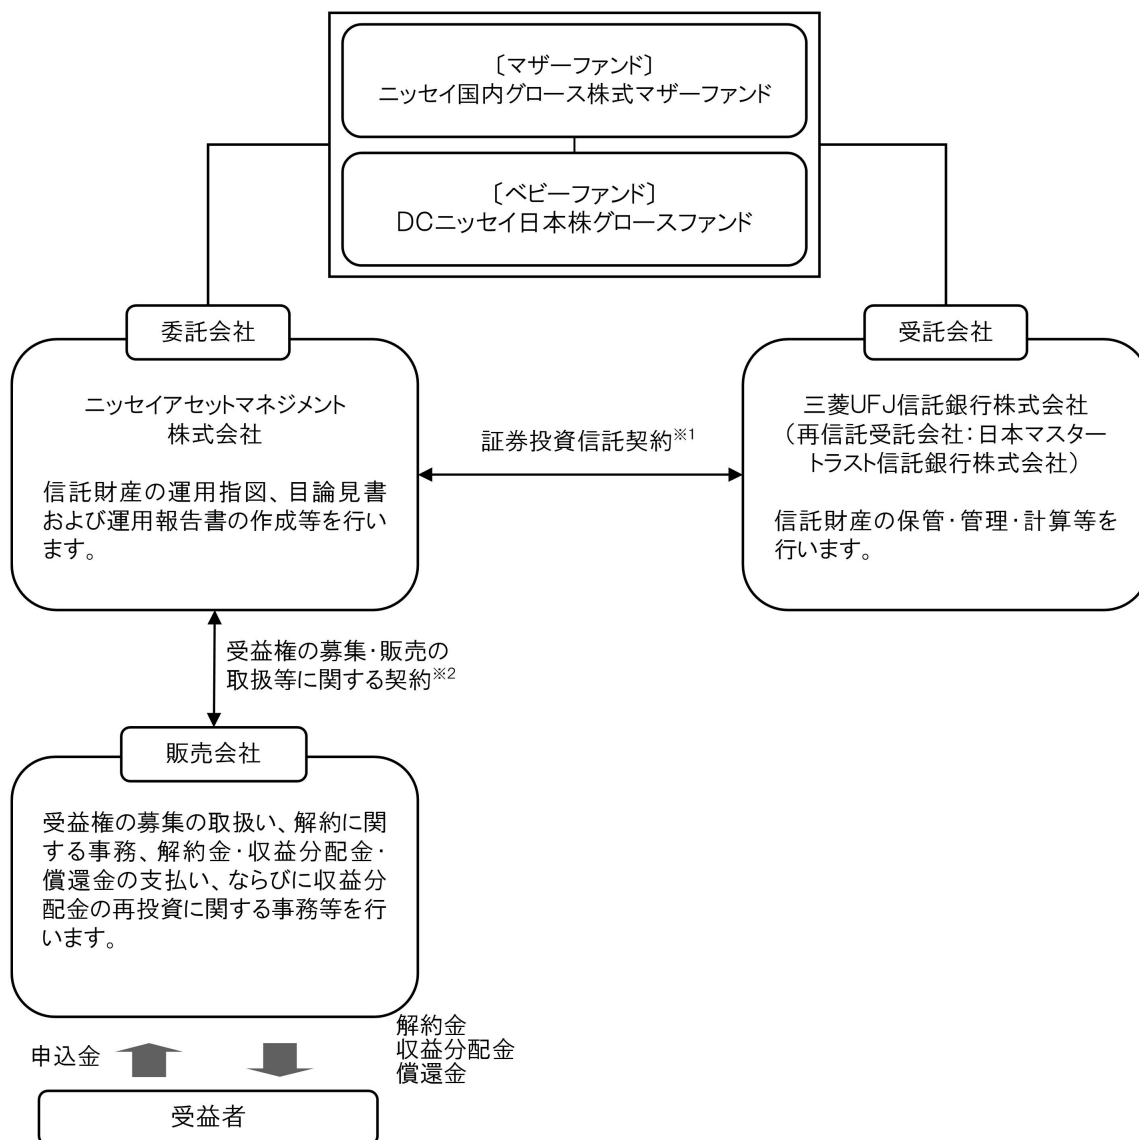 〔マザーファンド〕
ニッセイ国内グロース株式マザーファンド
〔ベビーファンド〕
DCニッセイ日本株グロースファンド
委託会社
ニッセイアセットマネジメント
株式会社
信託財産の運用指図、目論見書
および運用報告書の作成等を行い
ます。
証券投資信託契約※1
受託会社
三菱UFJ信託銀行株式会社
（再信託受託会社：日本マスター
トラスト信託銀行株式会社）
信託財産の保管・管理・計算等を
行います。
受益権の募集・販売の
取扱等に関する契約※2
販売会社
受益権の募集の取扱い、解約に関
する事務、解約金・収益分配金・
償還金の支払い、ならびに収益分
配金の再投資に関する事務等を行
います。
申込金
解約金
収益分配金
償還金
受益者